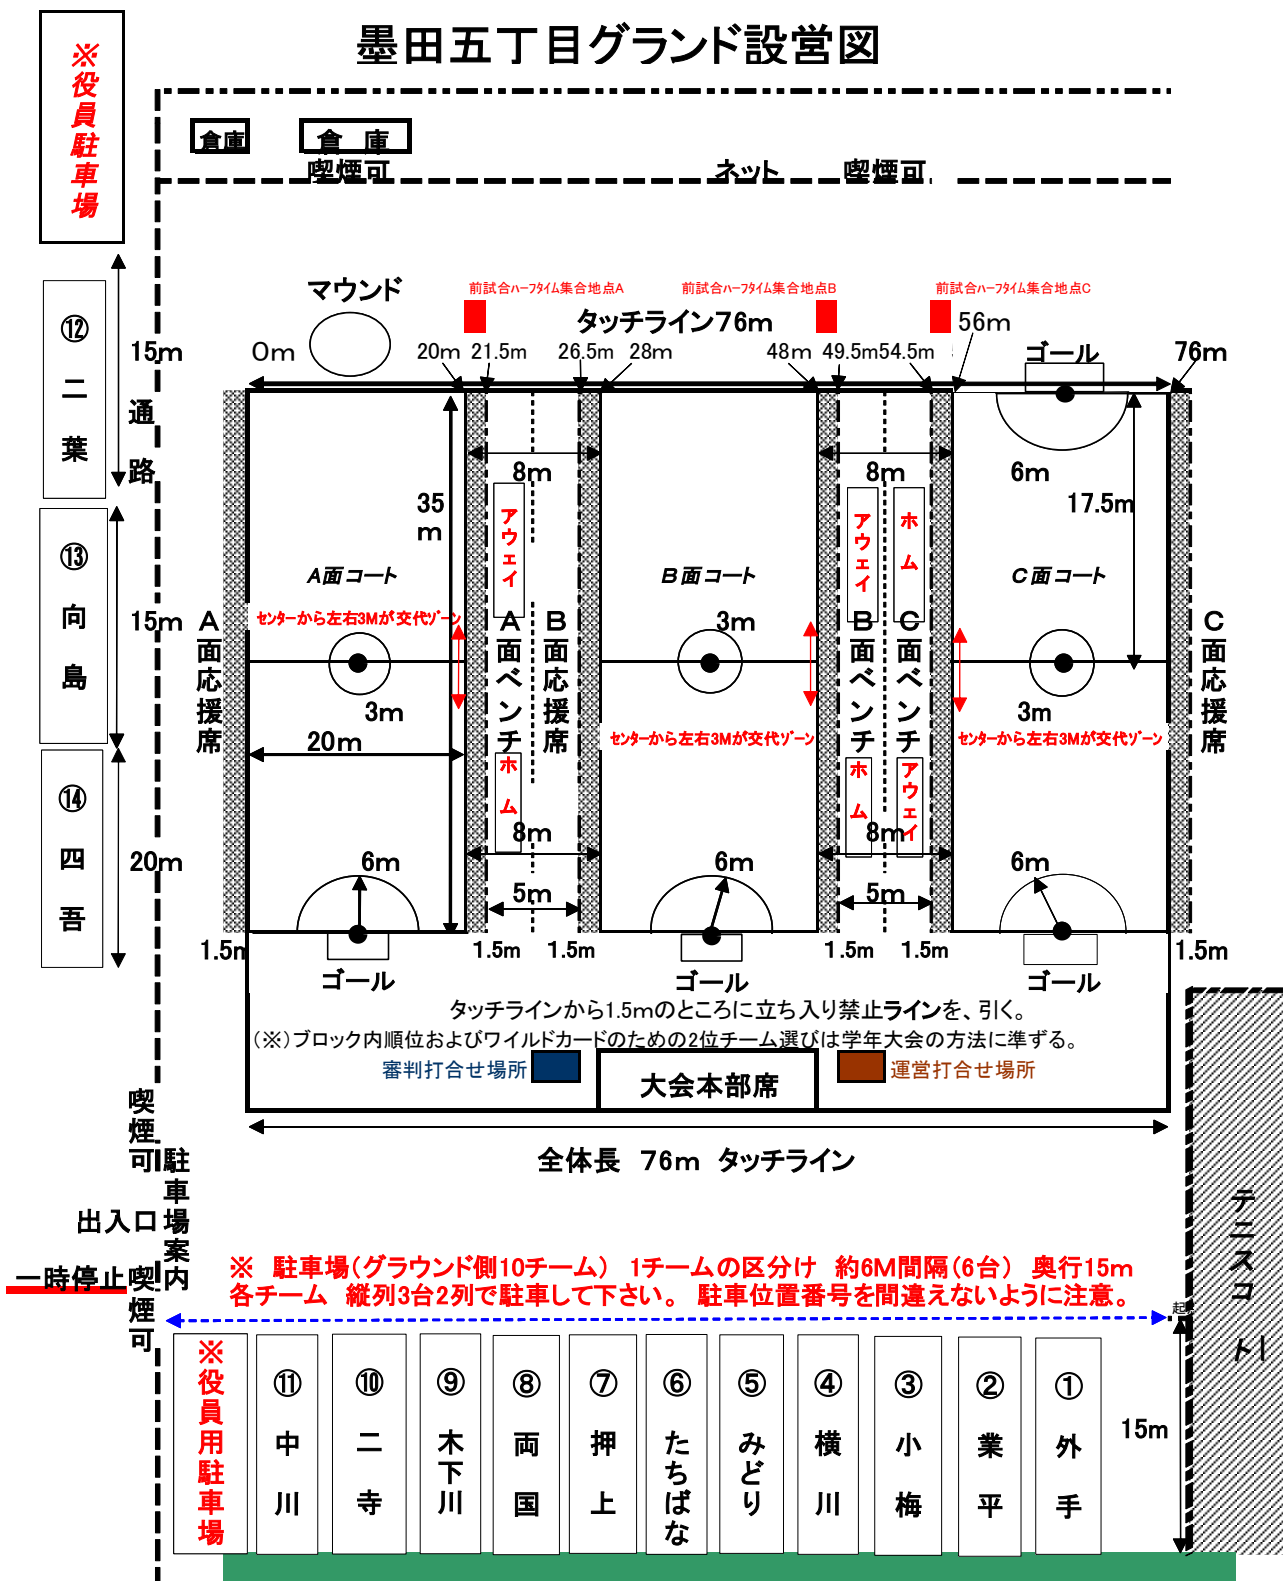 墨田五丁目グランド設営図
※役員駐車場
倉庫
倉 庫
喫煙可
ネット
喫煙可
マウンド
前試合ハーフタイム集合地点A
前試合ハーフタイム集合地点B
前試合ハーフタイム集合地点C
タッチライン76m
56m
ゴール
0m
20m
21.5m
26.5m
28m
48m
49.5m
54.5m
76m
⑫二葉
15m
通路
⑬向島
15m
⑭四吾
20m
8m
8m
6m
17.5m
35m
アウェイ
アウェイ
ホーム
A面コート
B面コート
C面コート
センターから左右3Mが交代ゾーン
3m
A面応援席
A面ベンチ
B面応援席
B面ベンチ
C面ベンチ
C面応援席
3m
3m
センターから左右3Mが交代ゾーン
センターから左右3Mが交代ゾーン
20m
ホーム
ホーム
アウェイ
8m
8m
6m
6m
6m
5m
5m
1.5m
1.5m
1.5m
1.5m
1.5m
1.5m
ゴール
ゴール
ゴール
タッチラインから1.5mのところに立ち入り禁止ラインを、引く。
(※)ブロック内順位およびワイルドカードのための2位チーム選びは学年大会の方法に準ずる。
審判打合せ場所
大会本部席
運営打合せ場所
全体長 76m タッチライン
喫煙可
駐車場案内
出入口
一時停止
喫煙可
テニスコート
※ 駐車場(グラウンド側10チーム) 1チームの区分け 約6M間隔(6台) 奥行15m
各チーム 縦列3台2列で駐車して下さい。 駐車位置番号を間違えないように注意。
起
※役員用駐車場
⑪中川
⑩二寺
⑨木下川
⑧両国
⑦押上
⑥たちばな
⑤みどり
④横川
③小梅
②業平
①外手
15m